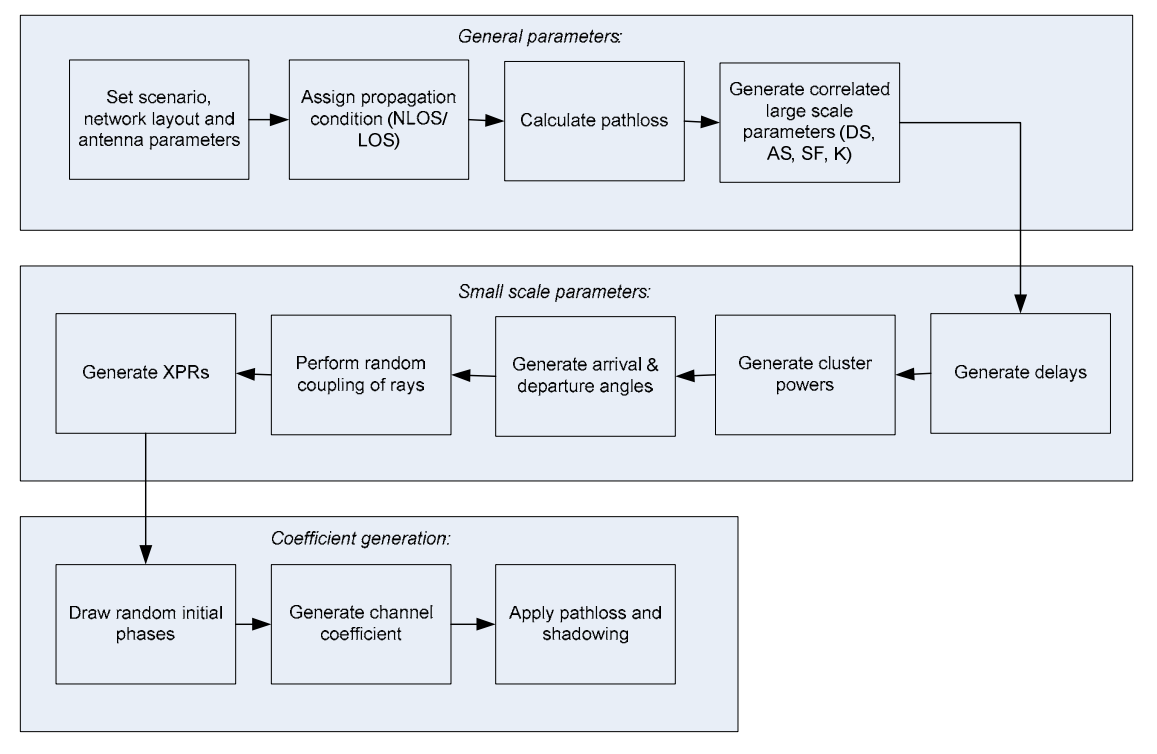 General parameters:
Set scenario,
network layout and
antenna parameters
Assign propagation
condition (NLOS/
LOS)
Calculate pathloss
Generate correlated
large scale
parameters (DS,
AS, SF, K)
Small scale parameters:
Generate XPRs
Perform random
coupling of rays
Generate arrival &
departure angles
Generate cluster
powers
Generate delays
Coefficient generation:
Draw random initial
phases
Generate channel
coefficient
Apply pathloss and
shadowing